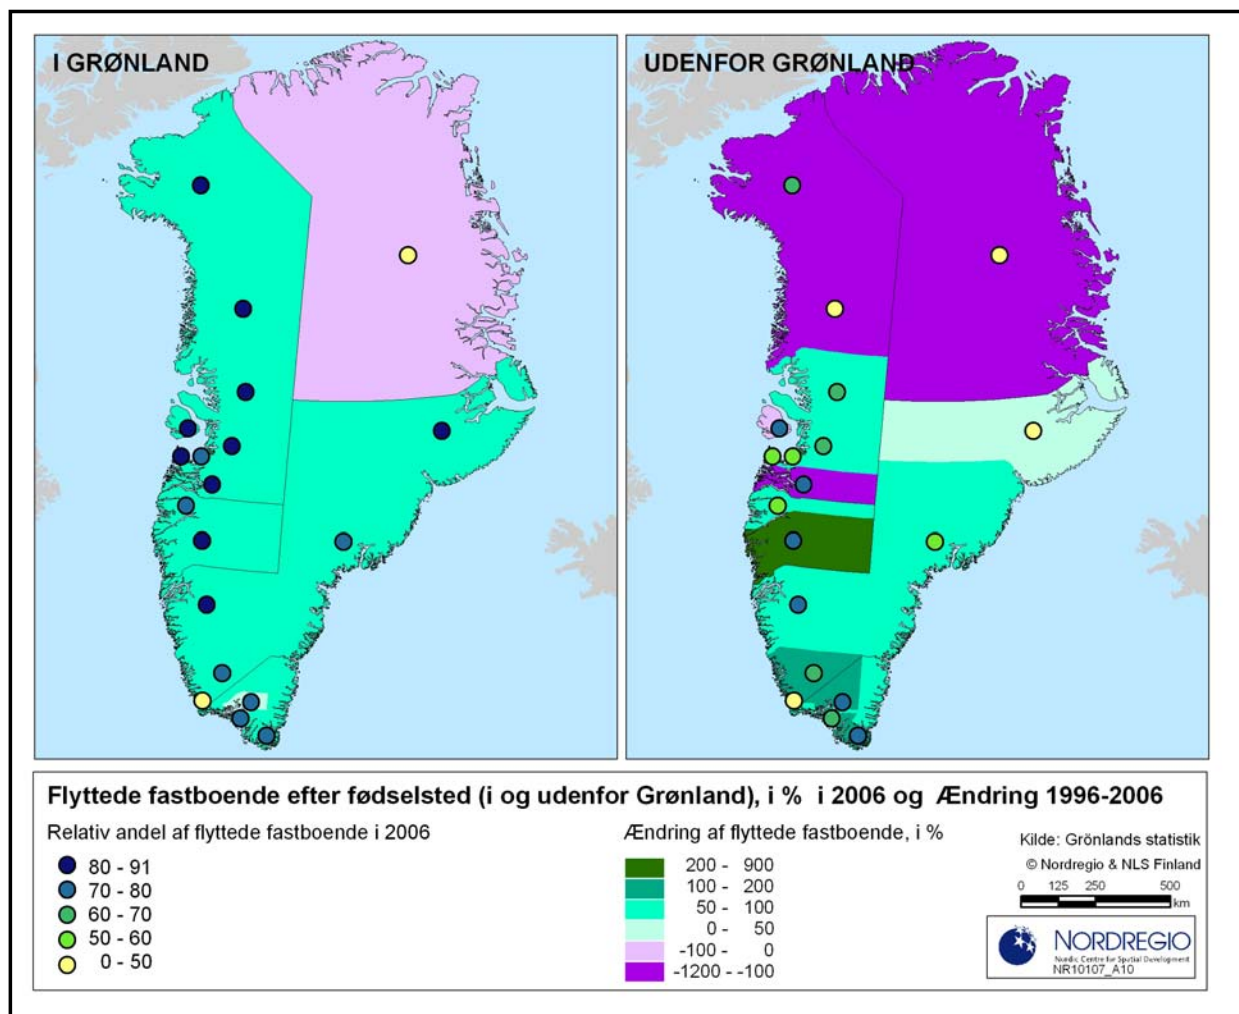 I GRØNLAND
UDENFOR GRØNLAND
Flyttede fastboende efter fødselsted (i og udenfor Grønland), i % i 2006 og Ændring 1996-2006
Relativ andel af flyttede fastboende i 2006
80 - 91
70 - 80
60 - 70
50 - 60
0 - 50
Ændring af flyttede fastboende, i %
200 - 900
100 - 200
50 - 100
0 - 50
-100 - 0
-1200 - -100
Kilde: Grönlands statistik
© Nordregio & NLS Finland
0 125 250 500
km
NORDREGIO
Nordic Centre for Spatial Development
NR10107_A10